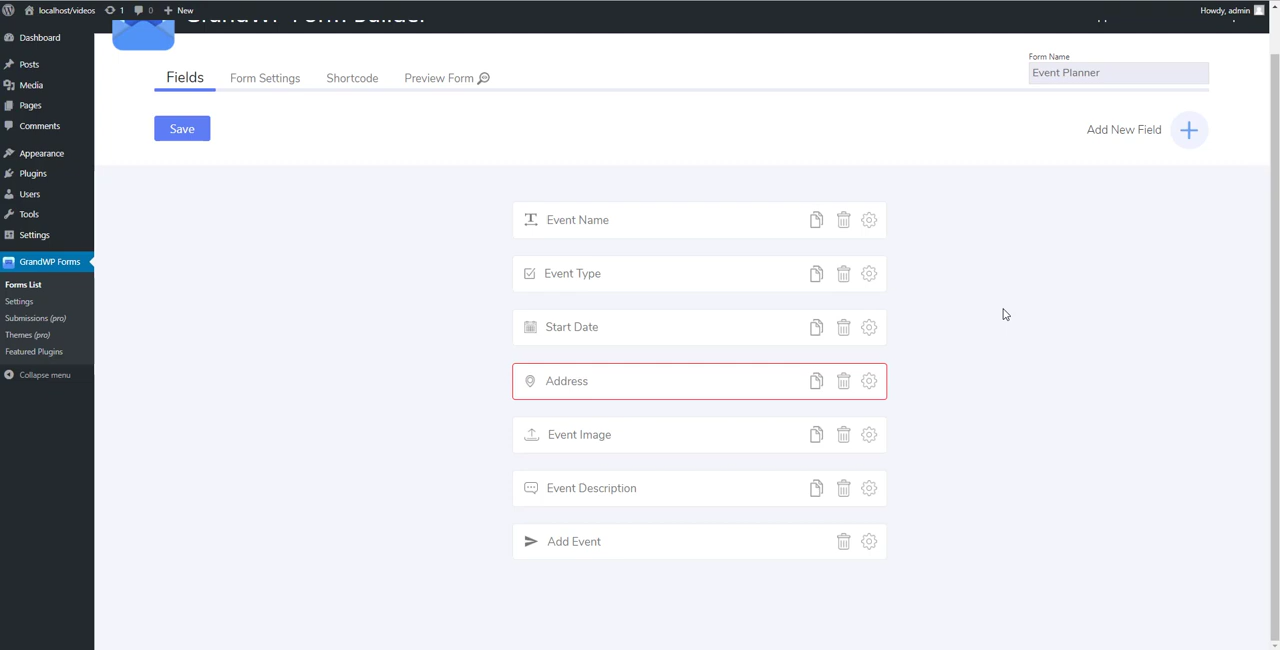 localhost/videos 1 0 New Howdy, admin
Dashboard
Posts
Media
Pages
Comments
Appearance
Plugins
Users
Tools
Settings
GrandWP Forms
Forms List
Settings
Submissions (pro)
Themes (pro)
Featured Plugins
Collapse menu
GrandWP Form Builder
Form Name
Event Planner
Fields Form Settings Shortcode Preview Form
Save Add New Field
Event Name
Event Type
Start Date
Address
Event Image
Event Description
Add Event